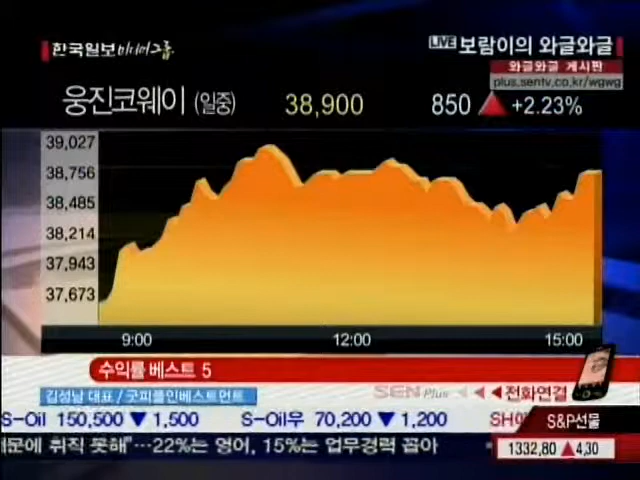 한국일보 미디어그룹
LIVE 보람이의 와글와글
와글와글 게시판
plus.sentv.co.kr/wgwg
웅진코웨이 (일중) 38,900 850 ▲ +2.23%
39,027
38,756
38,485
38,214
37,943
37,673
9:00 12:00 15:00
수익률 베스트 5
김성남 대표 / 굿피플인베스트먼트
SEN Plus ◀ ◀ ◀ 전화연결
S-Oil 150,500 ▼ 1,500 S-Oil우 70,200 ▼ 1,200
S&P선물
때문에 취직 못해"…22%는 영어, 15%는 업무경력 꼽아
1332,80 ▲ 4,30